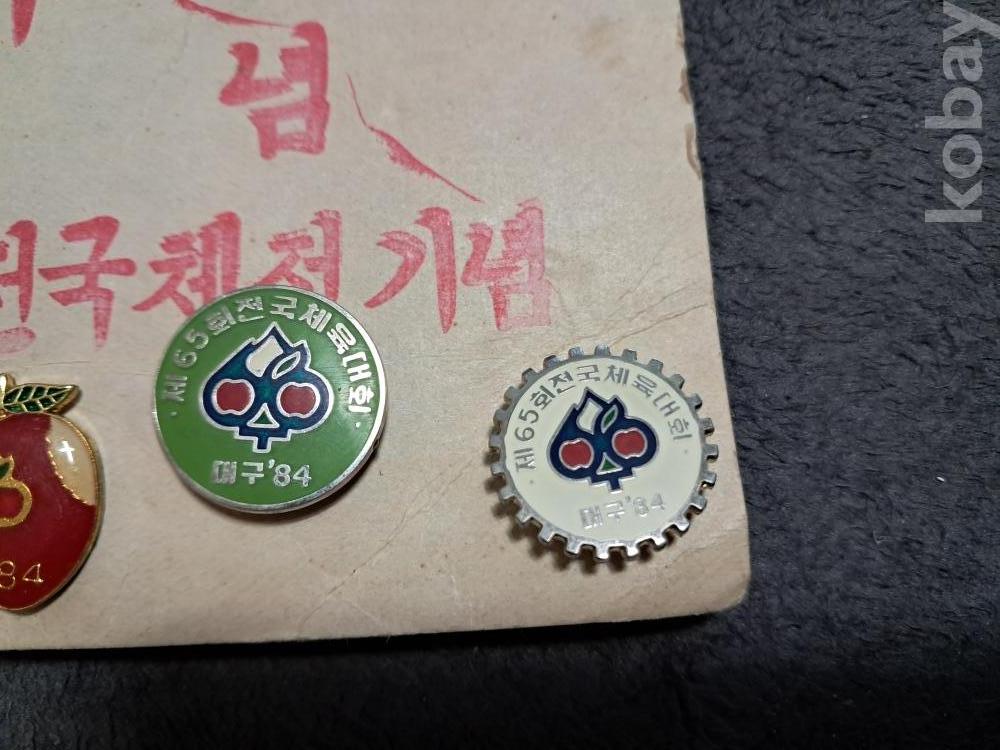 념
전국체전 기념
제65회전국체육대회
대구 '84
제65회전국체육대회
대구 '84
84
kobay